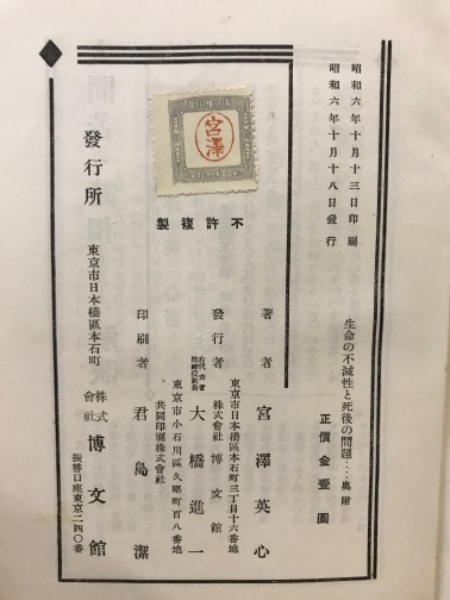 昭和六年十月十三日印刷
昭和六年十月十八日發行
生命の不滅性と死後の問題…奥附
正價金壹圓
宮澤
不許複製
著者 宮澤英心
東京市日本橋區本石町三丁目十六番地
株式會社 博文館
發行者 右代表者 大橋進一
東京市小石川區久堅町百八番地
共同印刷株式會社
印刷者 君島潔
發行所 東京市日本橋區本石町 株式會社 博文館
振替口座東京二四〇番